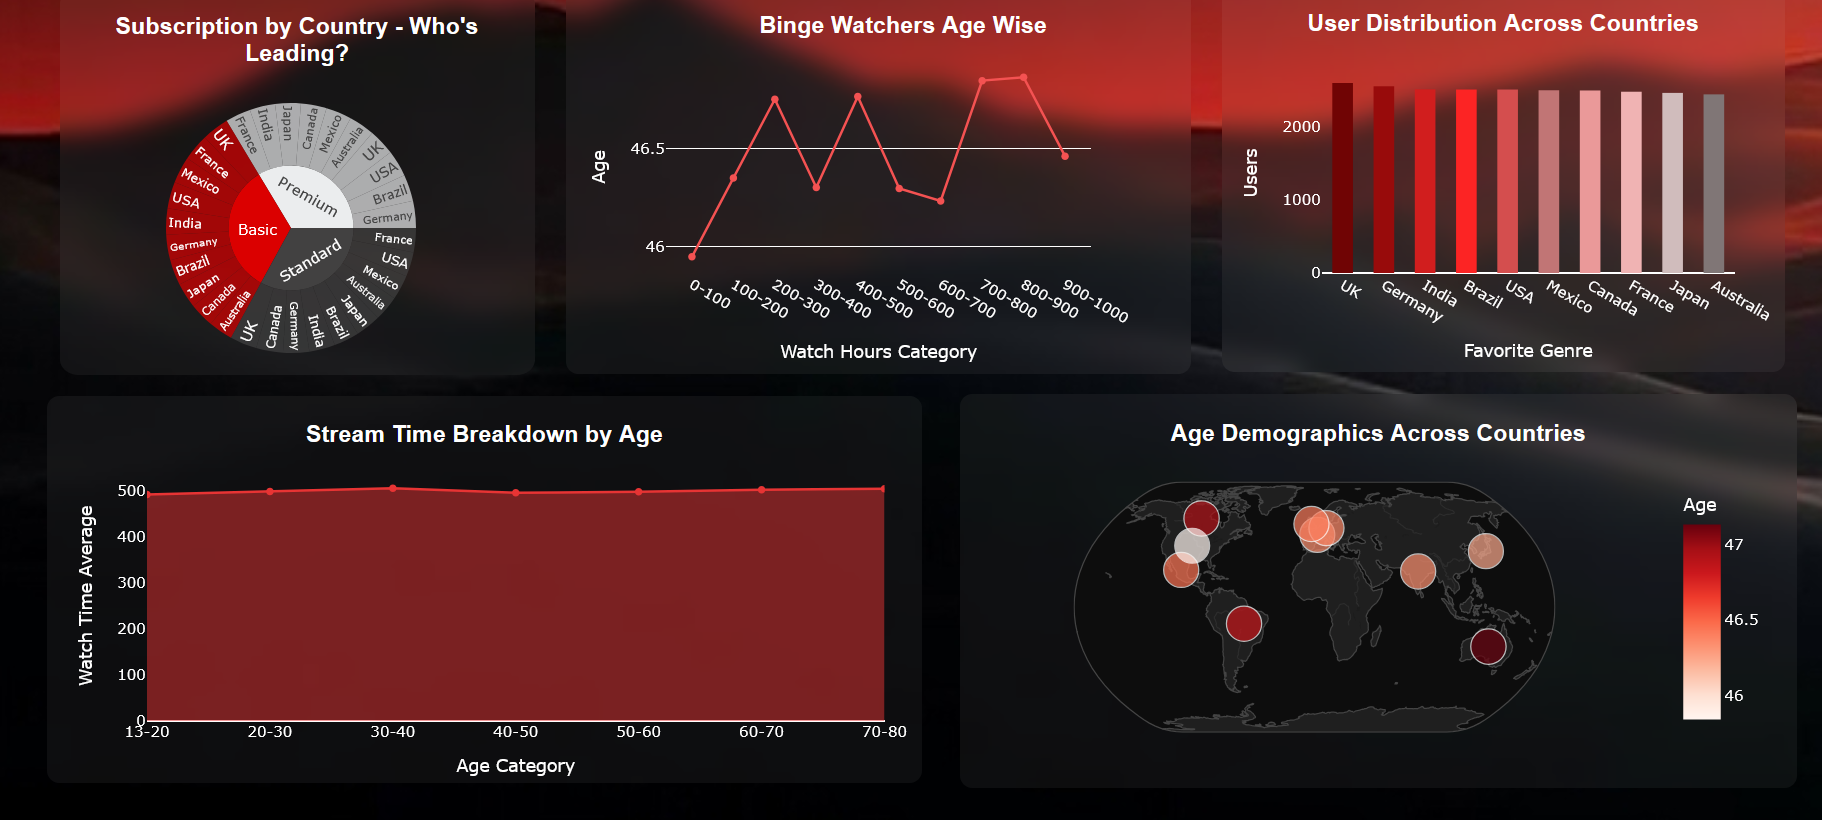 Subscription by Country - Who's
Leading?
France
India
Japan
Canada
Mexico
Australia
UK
USA
Brazil
Germany
Premium
UK
France
Mexico
USA
India
Germany
Brazil
Japan
Canada
Australia
Basic
Standard
France
USA
Mexico
Australia
Japan
Brazil
India
Germany
Canada
UK
Binge Watchers Age Wise
Age
46.5
46
0-100
100-200
200-300
300-400
400-500
500-600
600-700
700-800
800-900
900-1000
Watch Hours Category
User Distribution Across Countries
Users
2000
1000
0
UK
Germany
India
Brazil
USA
Mexico
Canada
France
Japan
Australia
Favorite Genre
Stream Time Breakdown by Age
Watch Time Average
500
400
300
200
100
0
13-20
20-30
30-40
40-50
50-60
60-70
70-80
Age Category
Age Demographics Across Countries
Age
47
46.5
46